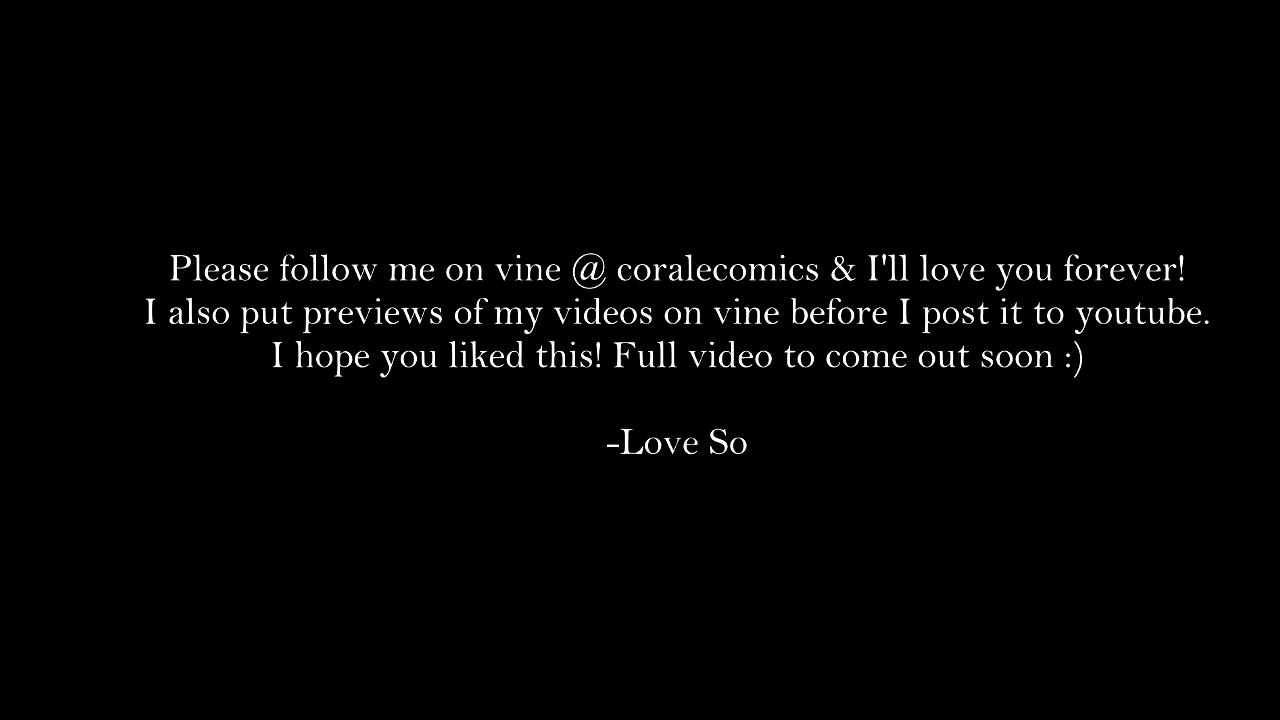 Please follow me on vine @ coralecomics & I'll love you forever!
I also put previews of my videos on vine before I post it to youtube.
I hope you liked this! Full video to come out soon :)
-Love So